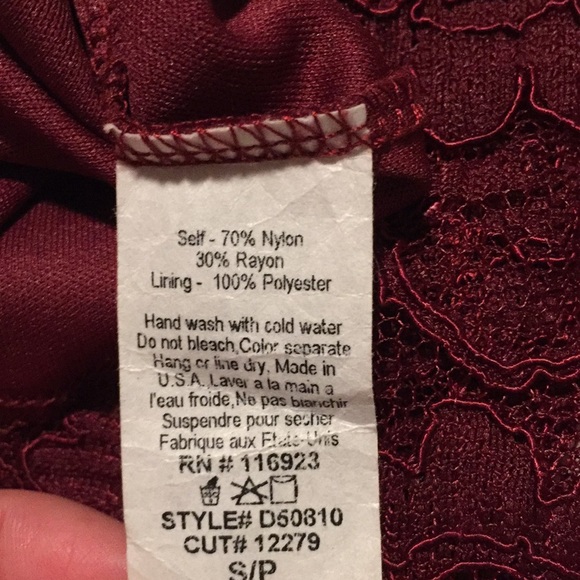 Self - 70% Nylon
30% Rayon
Lining - 100% Polyester
Hand wash with cold water
Do not bleach,Color separate
Hang or line dry, Made in
U.S.A. Laver a la main a
l'eau froide,Ne pas blanchir
Suspendre pour secher
Fabrique aux Etats-Unis
RN # 116923
STYLE# D50810
CUT# 12279
S/P